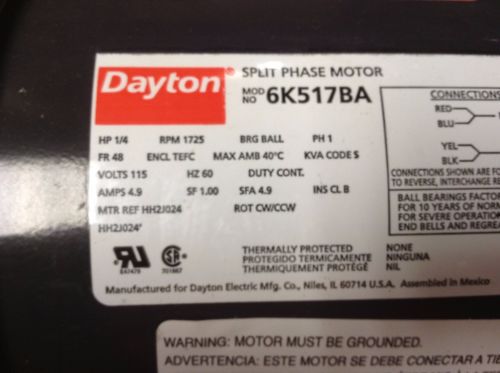 Dayton
SPLIT PHASE MOTOR
MOD NO 6K517BA
HP 1/4 RPM 1725 BRG BALL PH 1
FR 48 ENCL TEFC MAX AMB 40°C KVA CODE S
VOLTS 115 HZ 60 DUTY CONT.
AMPS 4.9 SF 1.00 SFA 4.9 INS CL B
MTR REF HH2J024 ROT CW/CCW
HH2J024*
E47479
THERMALLY PROTECTED NONE
PROTEGIDO TERMICAMENTE NINGUNA
THERMIQUEMENT PROTÉGÉ NIL
Manufactured for Dayton Electric Mfg. Co., Niles, IL 60714 U.S.A. Assembled in Mexico
CONNECTIONS
RED
BLU
YEL
BLK
CONNECTIONS SHOWN ARE FO
TO REVERSE, INTERCHANGE RED
BALL BEARINGS FACTOR
FOR 10 YEARS OF NORM
FOR SEVERE OPERATION
END BELLS AND REGREA
WARNING: MOTOR MUST BE GROUNDED.
ADVERTENCIA: ESTE MOTOR SE DEBE CONECTAR A TIE